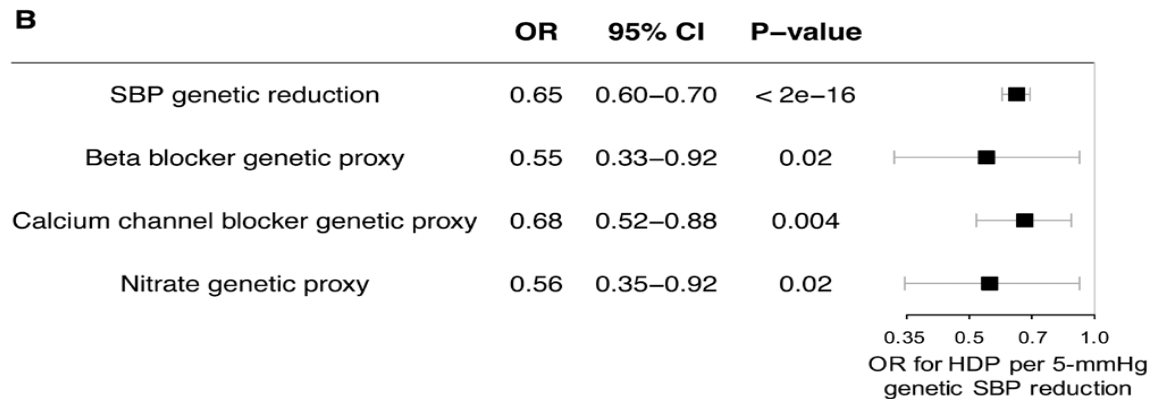 B
OR 95% CI P−value
SBP genetic reduction 0.65 0.60−0.70 < 2e−16
Beta blocker genetic proxy 0.55 0.33−0.92 0.02
Calcium channel blocker genetic proxy 0.68 0.52−0.88 0.004
Nitrate genetic proxy 0.56 0.35−0.92 0.02
0.35 0.5 0.7 1.0
OR for HDP per 5-mmHg
genetic SBP reduction